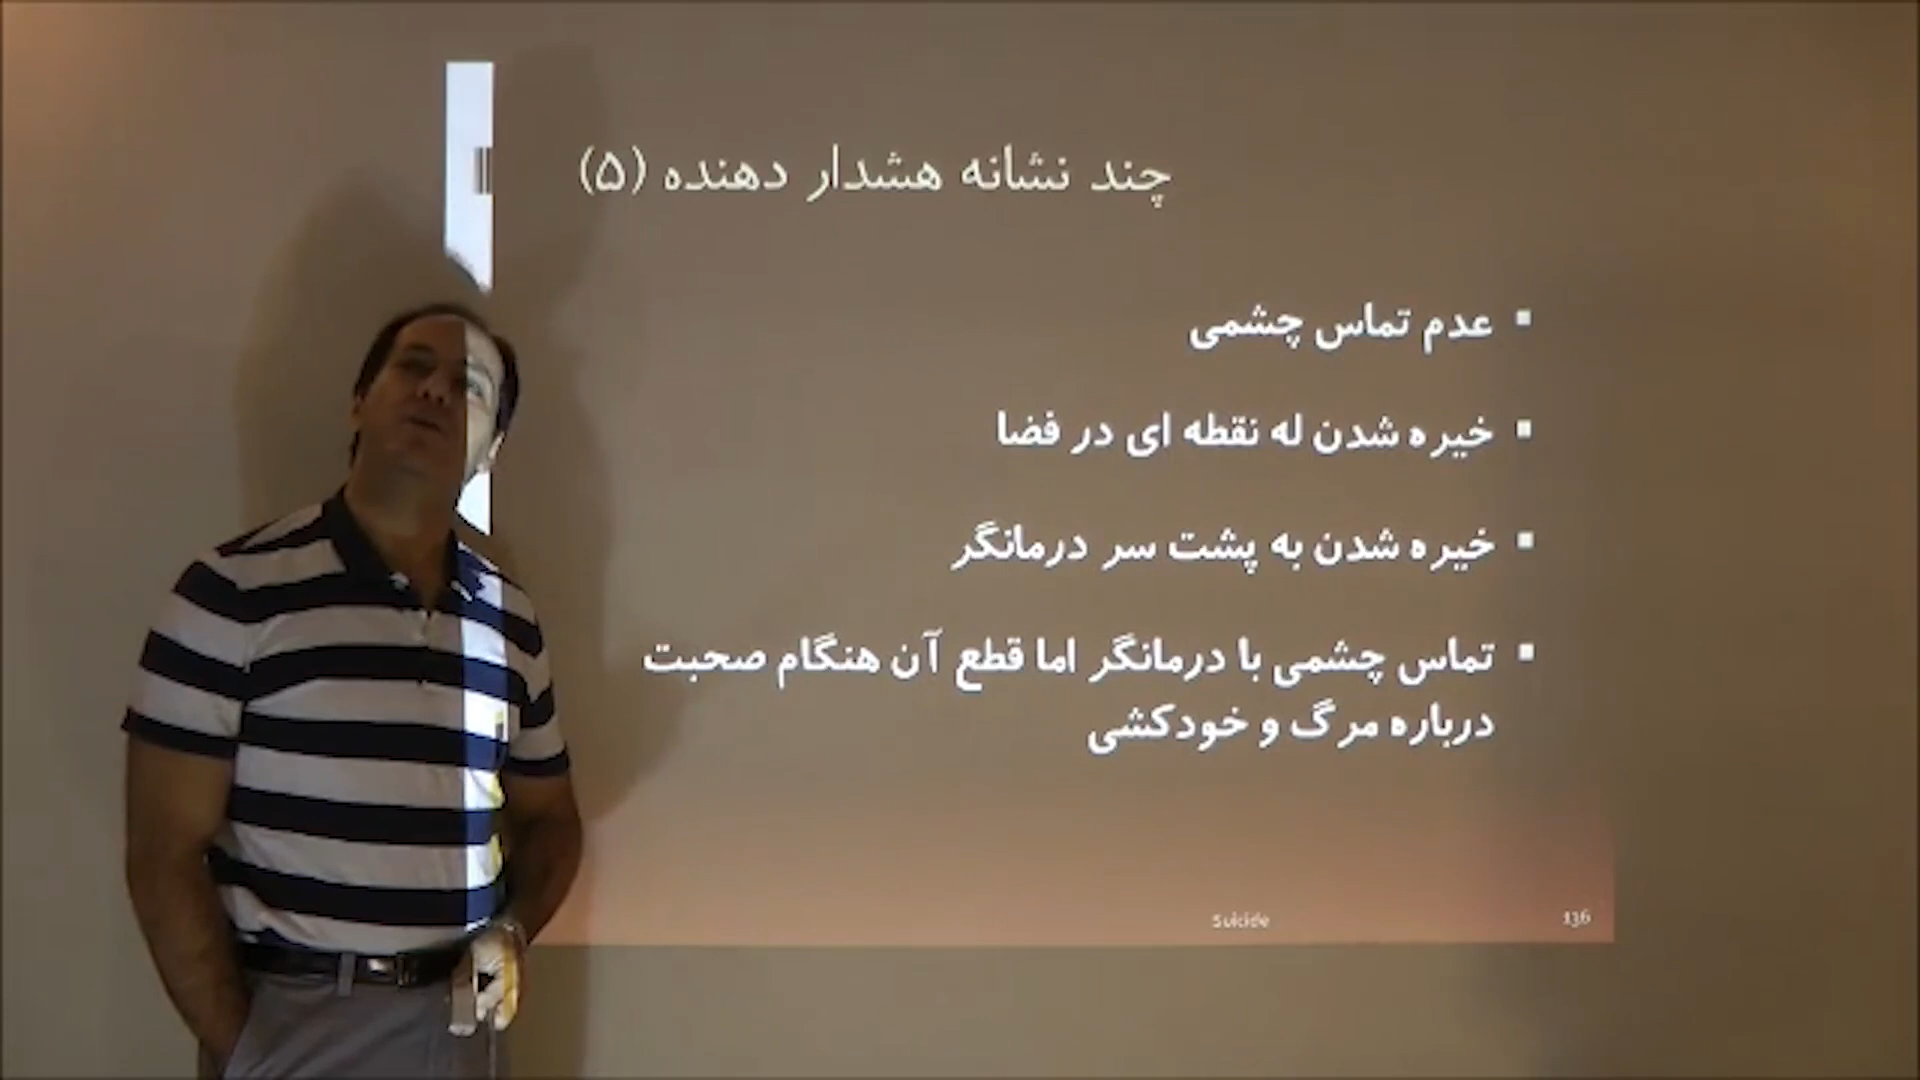 چند نشانه هشدار دهنده (۵)
عدم تماس چشمی
خیره شدن له نقطه ای در فضا
خیره شدن به پشت سر درمانگر
تماس چشمی با درمانگر اما قطع آن هنگام صحبت
درباره مرگ و خودکشی
Suicide
136